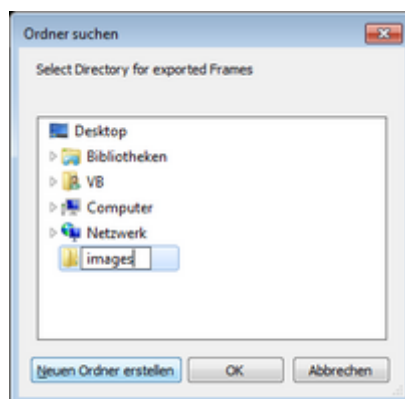 Ordner suchen
Select Directory for exported Frames
Desktop
Bibliotheken
VB
Computer
Netzwerk
images
Neuen Ordner erstellen OK Abbrechen